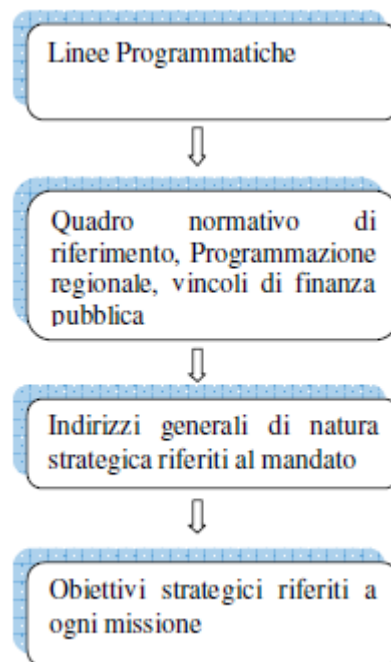 Linee Programmatiche
Quadro normativo di
riferimento, Programmazione
regionale, vincoli di finanza
pubblica
Indirizzi generali di natura
strategica riferiti al mandato
Obiettivi strategici riferiti a
ogni missione